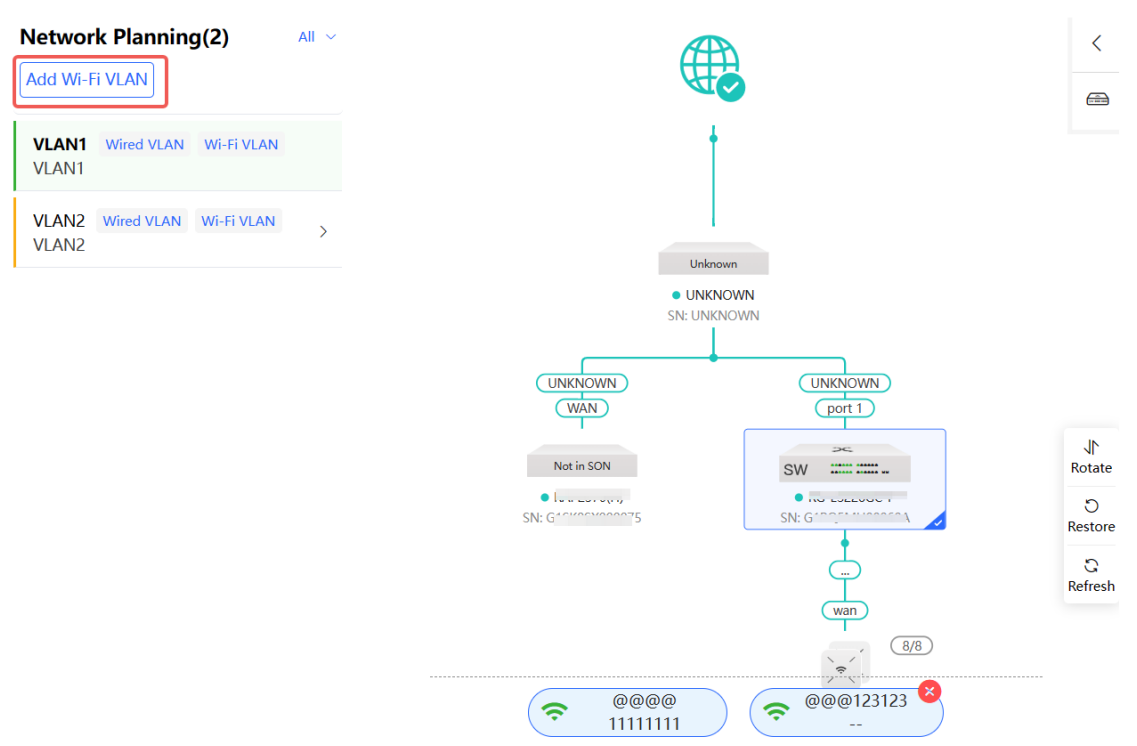 Network Planning(2) All
Add Wi-Fi VLAN
VLAN1 Wired VLAN Wi-Fi VLAN
VLAN1
VLAN2 Wired VLAN Wi-Fi VLAN
VLAN2
Unknown
UNKNOWN
SN: UNKNOWN
UNKNOWN
WAN
Not in SON
SN:
UNKNOWN
port 1
SW
SN:
...
wan
8/8
@@@@
11111111
@@@123123
--
Rotate
Restore
Refresh